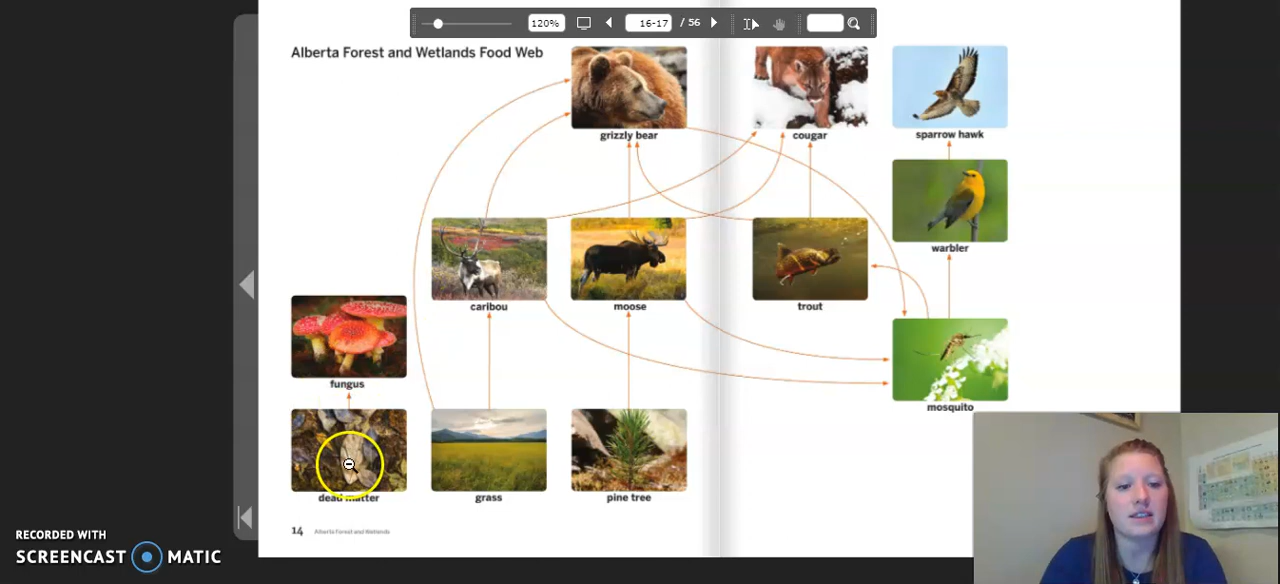 120%
16-17 / 56
Alberta Forest and Wetlands Food Web
grizzly bear
cougar
sparrow hawk
warbler
caribou
moose
trout
fungus
mosquito
dead matter
grass
pine tree
14 Alberta Forest and Wetlands
RECORDED WITH
SCREENCAST MATIC